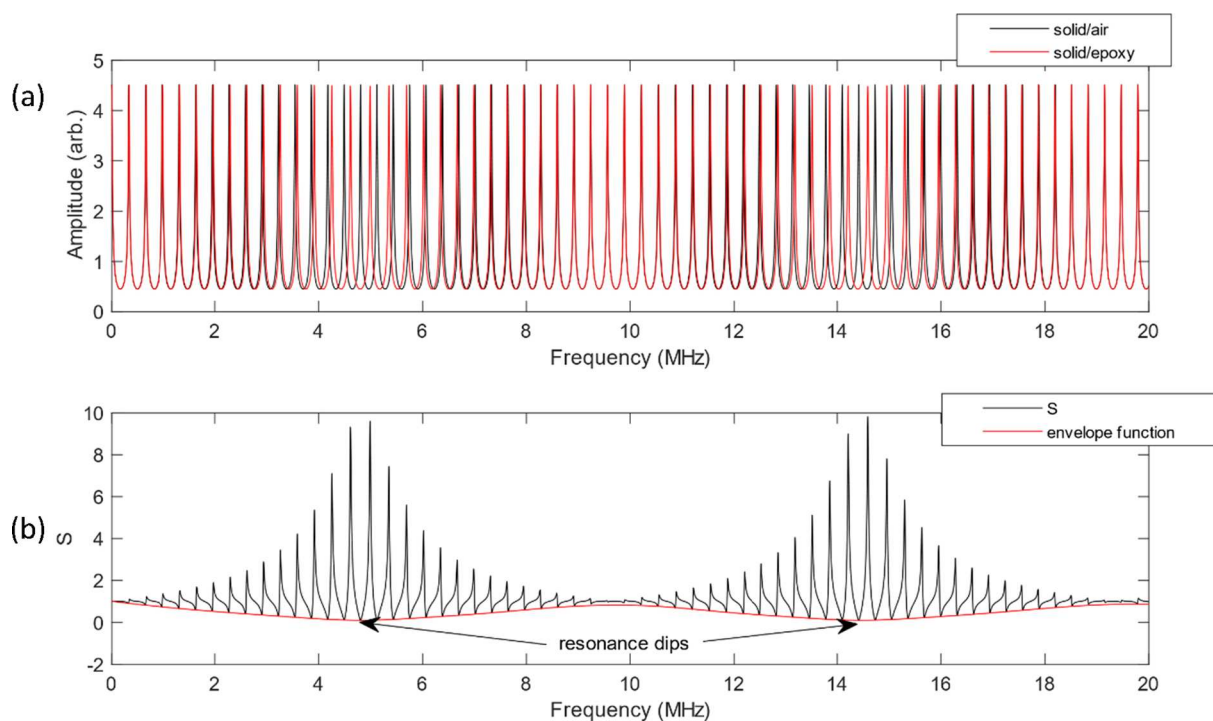 solid/air
solid/epoxy
(a)
Amplitude (arb.)
5
4
3
2
1
0
0 2 4 6 8 10 12 14 16 18 20
Frequency (MHz)
S
envelope function
(b)
S
10
8
6
4
2
0
-2
resonance dips
0 2 4 6 8 10 12 14 16 18 20
Frequency (MHz)